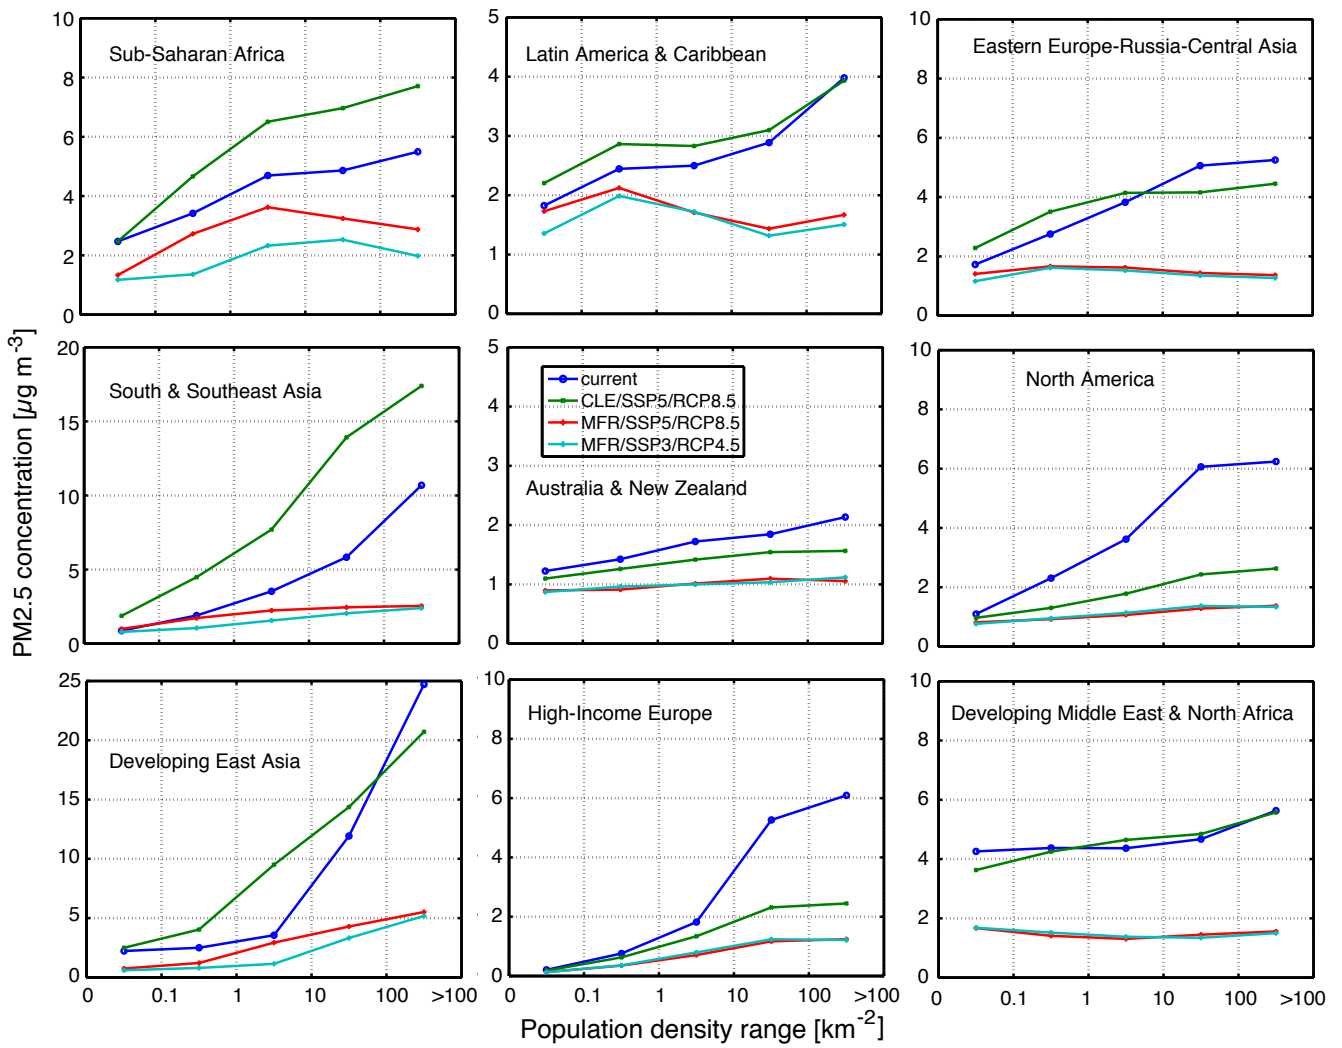 Sub-Saharan Africa
10
8
6
4
2
0
Latin America & Caribbean
5
4
3
2
1
0
Eastern Europe-Russia-Central Asia
10
8
6
4
2
0
PM2.5 concentration [µg m-3]
South & Southeast Asia
20
15
10
5
0
5
4
3
2
1
0
current
CLE/SSP5/RCP8.5
MFR/SSP5/RCP8.5
MFR/SSP3/RCP4.5
Australia & New Zealand
North America
10
8
6
4
2
0
Developing East Asia
25
20
15
10
5
0
0 0.1 1 10 100 >100
High-Income Europe
10
8
6
4
2
0
0 0.1 1 10 100 >100
Developing Middle East & North Africa
10
8
6
4
2
0
0 0.1 1 10 100 >100
Population density range [km-2]